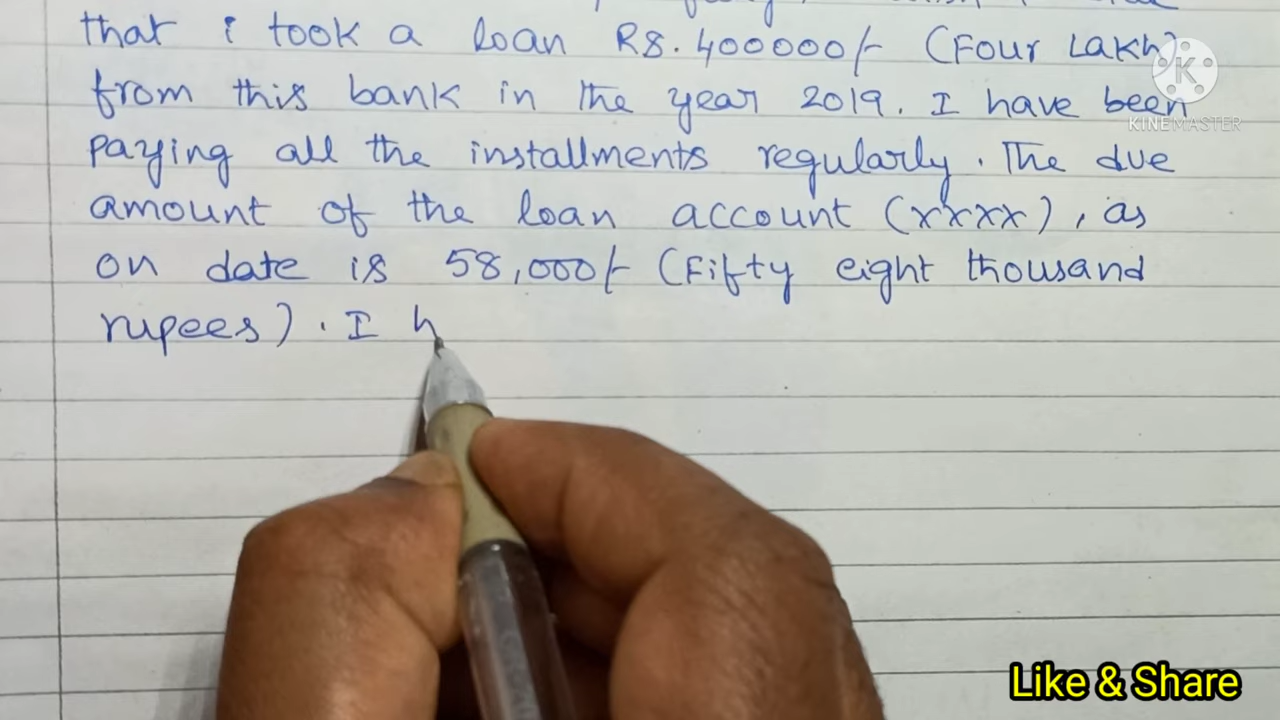 that i took a loan Rs.400000/- (Four Lakh)
from this bank in the year 2019. I have been
paying all the installments regularly. The due
amount of the loan account (xxxx), as
on date is 58,000/- (Fifty eight thousand
rupees). I h
K
KINEMASTER
Like & Share